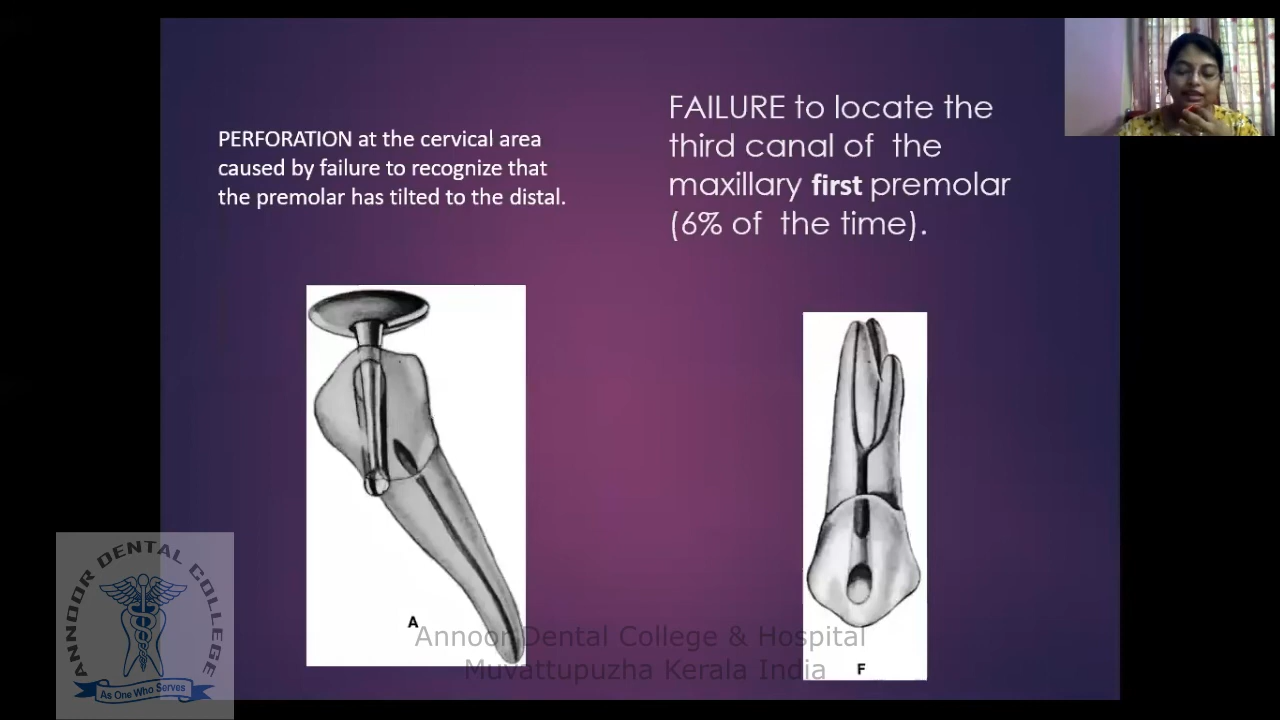 PERFORATION at the cervical area
caused by failure to recognize that
the premolar has tilted to the distal.
FAILURE to locate the
third canal of the
maxillary first premolar
(6% of the time).
A
F
ANNOOR DENTAL COLLEGE
As One Who Serves
Annoor Dental College & Hospital
Muvattupuzha Kerala India